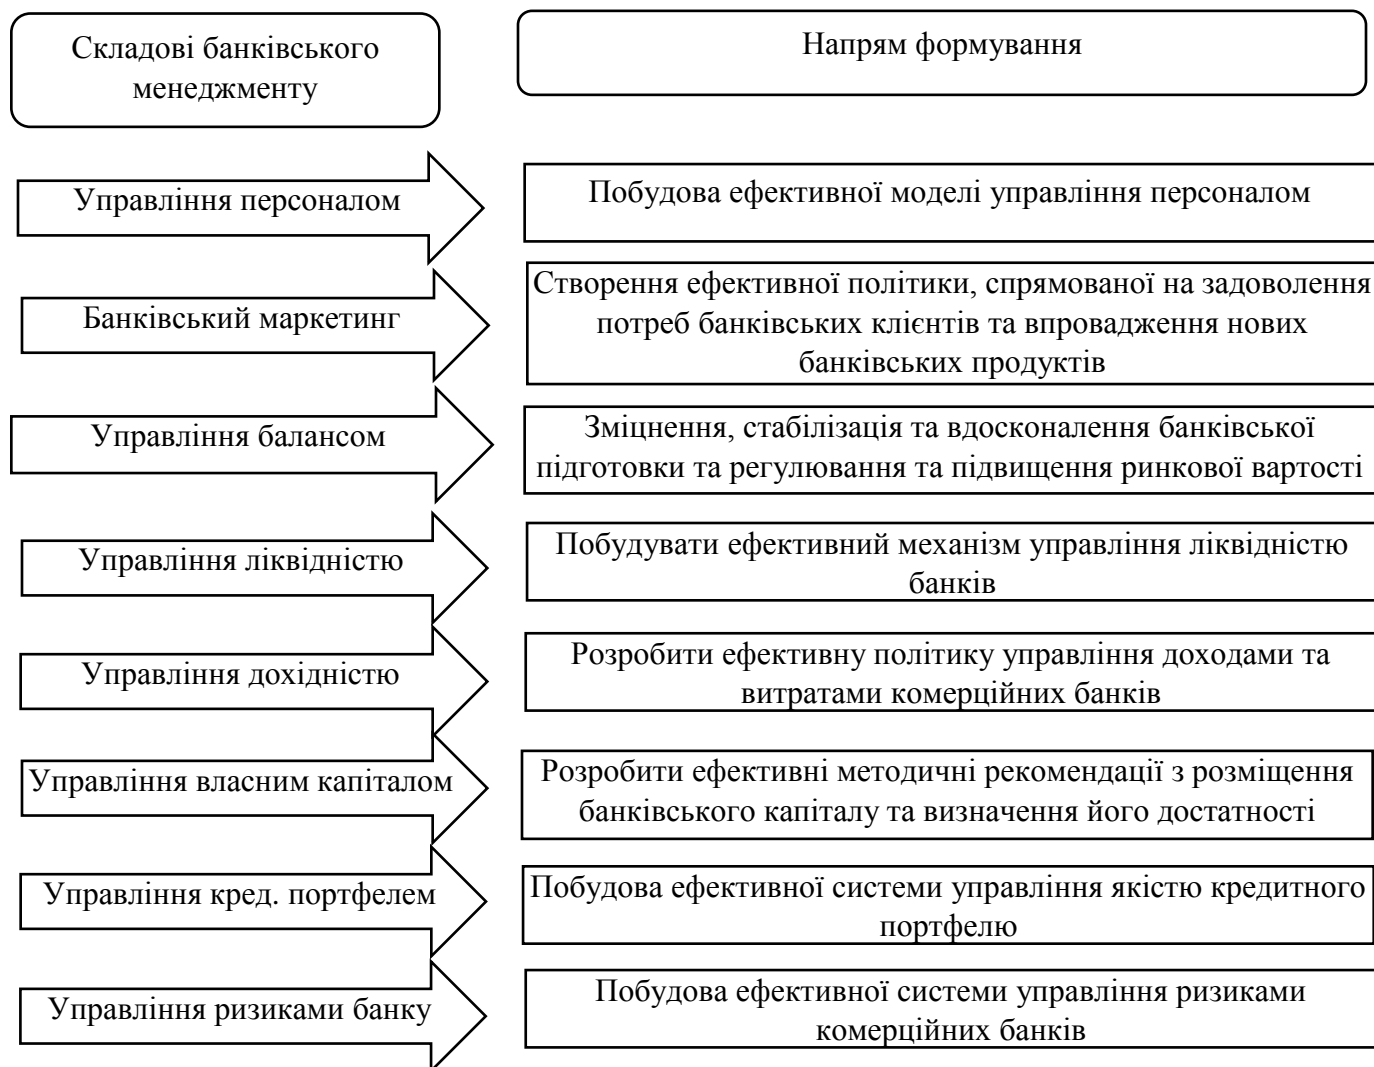 Складові банківського
менеджменту
Напрям формування
Управління персоналом
Побудова ефективної моделі управління персоналом
Банківський маркетинг
Створення ефективної політики, спрямованої на задоволення
потреб банківських клієнтів та впровадження нових
банківських продуктів
Управління балансом
Зміцнення, стабілізація та вдосконалення банківської
підготовки та регулювання та підвищення ринкової вартості
Управління ліквідністю
Побудувати ефективний механізм управління ліквідністю
банків
Управління дохідністю
Розробити ефективну політику управління доходами та
витратами комерційних банків
Управління власним капіталом
Розробити ефективні методичні рекомендації з розміщення
банківського капіталу та визначення його достатності
Управління кред. портфелем
Побудова ефективної системи управління якістю кредитного
портфелю
Управління ризиками банку
Побудова ефективної системи управління ризиками
комерційних банків